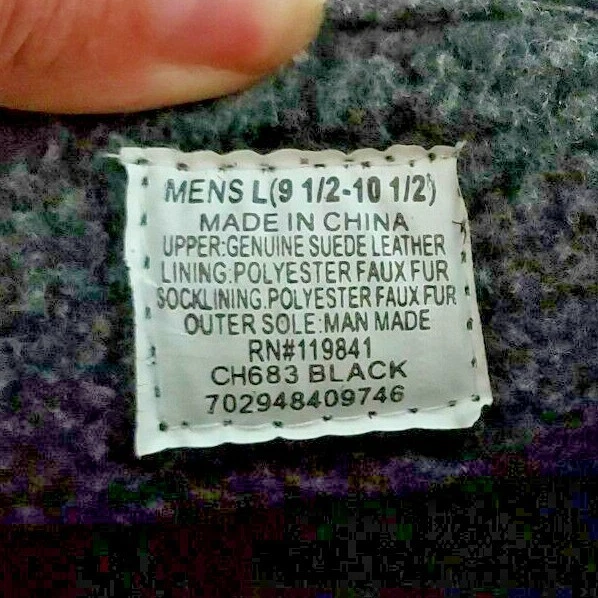 MENS L(9 1/2-10 1/2)
MADE IN CHINA
UPPER:GENUINE SUEDE LEATHER
LINING:POLYESTER FAUX FUR
SOCKLINING:POLYESTER FAUX FUR
OUTER SOLE:MAN MADE
RN#119841
CH683 BLACK
702948409746